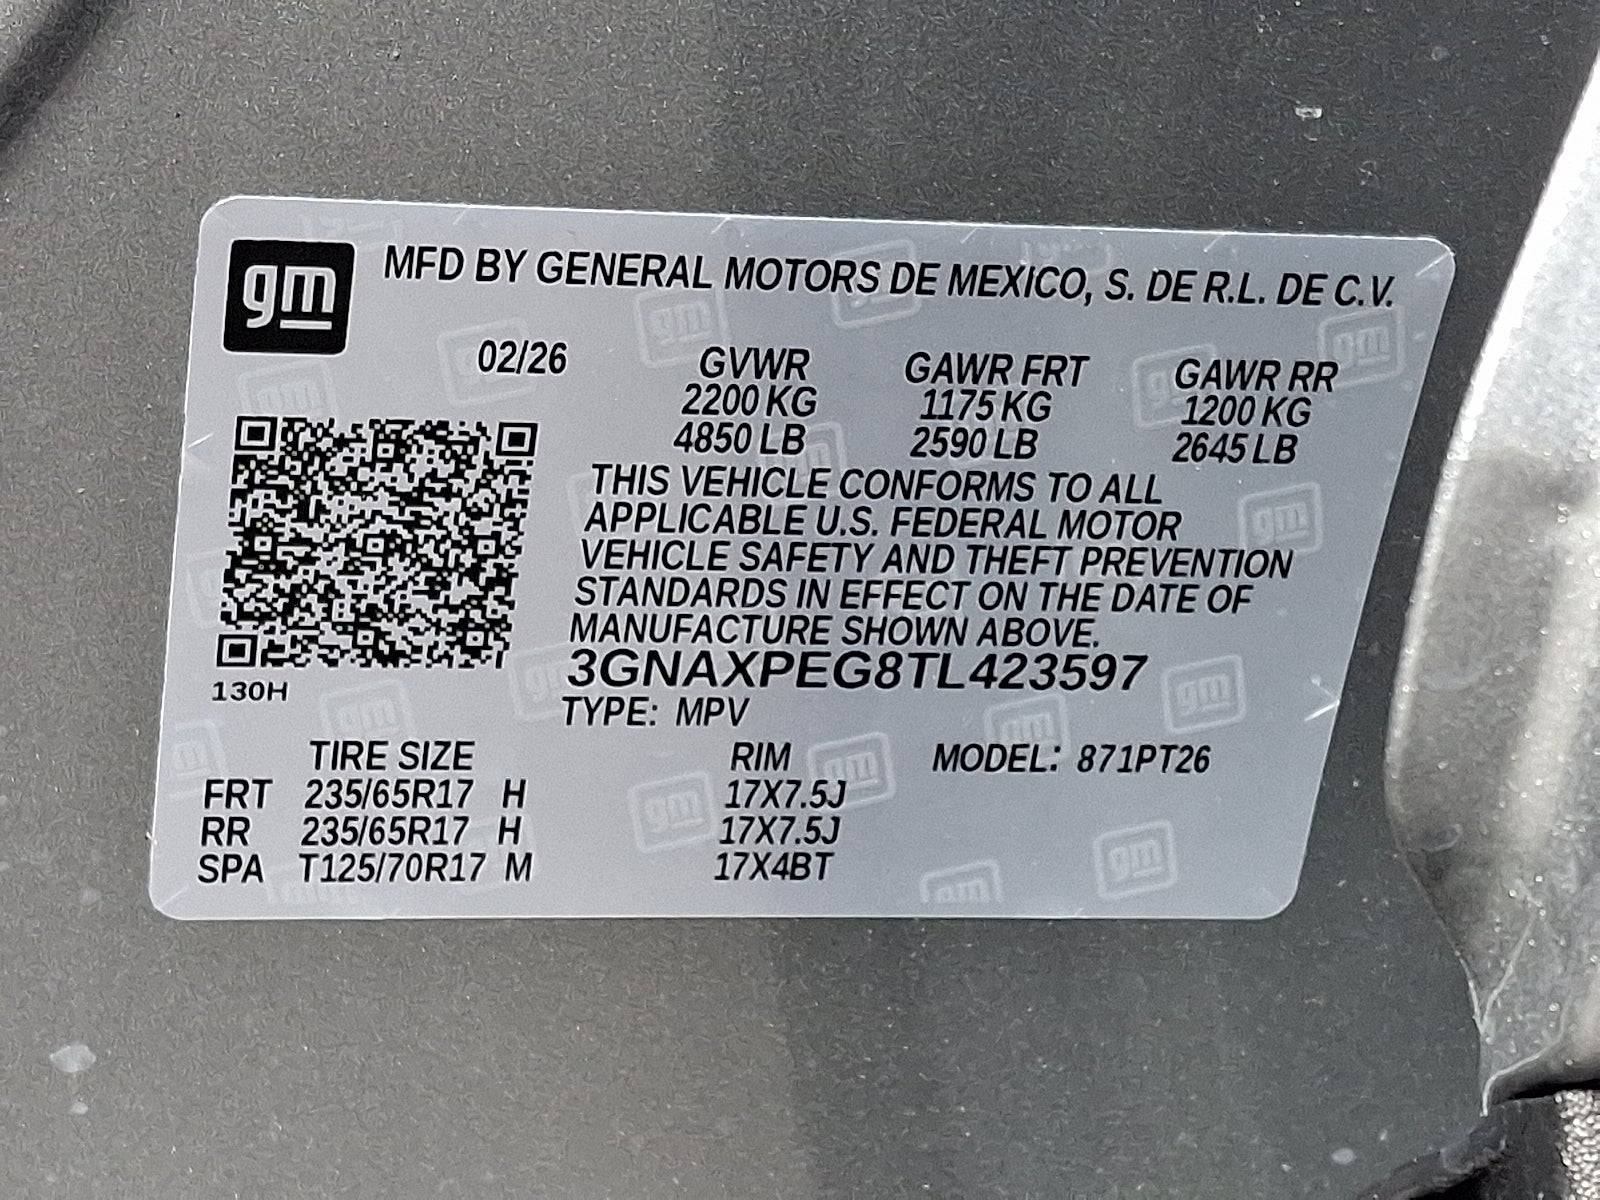 gm MFD BY GENERAL MOTORS DE MEXICO, S. DE R.L. DE C.V.
02/26 GVWR GAWR FRT GAWR RR
2200 KG 1175 KG 1200 KG
4850 LB 2590 LB 2645 LB
THIS VEHICLE CONFORMS TO ALL
APPLICABLE U.S. FEDERAL MOTOR
VEHICLE SAFETY AND THEFT PREVENTION
STANDARDS IN EFFECT ON THE DATE OF
MANUFACTURE SHOWN ABOVE.
3GNAXPEG8TL423597
130H
TYPE: MPV
TIRE SIZE RIM MODEL: 871PT26
FRT 235/65R17 H 17X7.5J
RR 235/65R17 H 17X7.5J
SPA T125/70R17 M 17X4BT